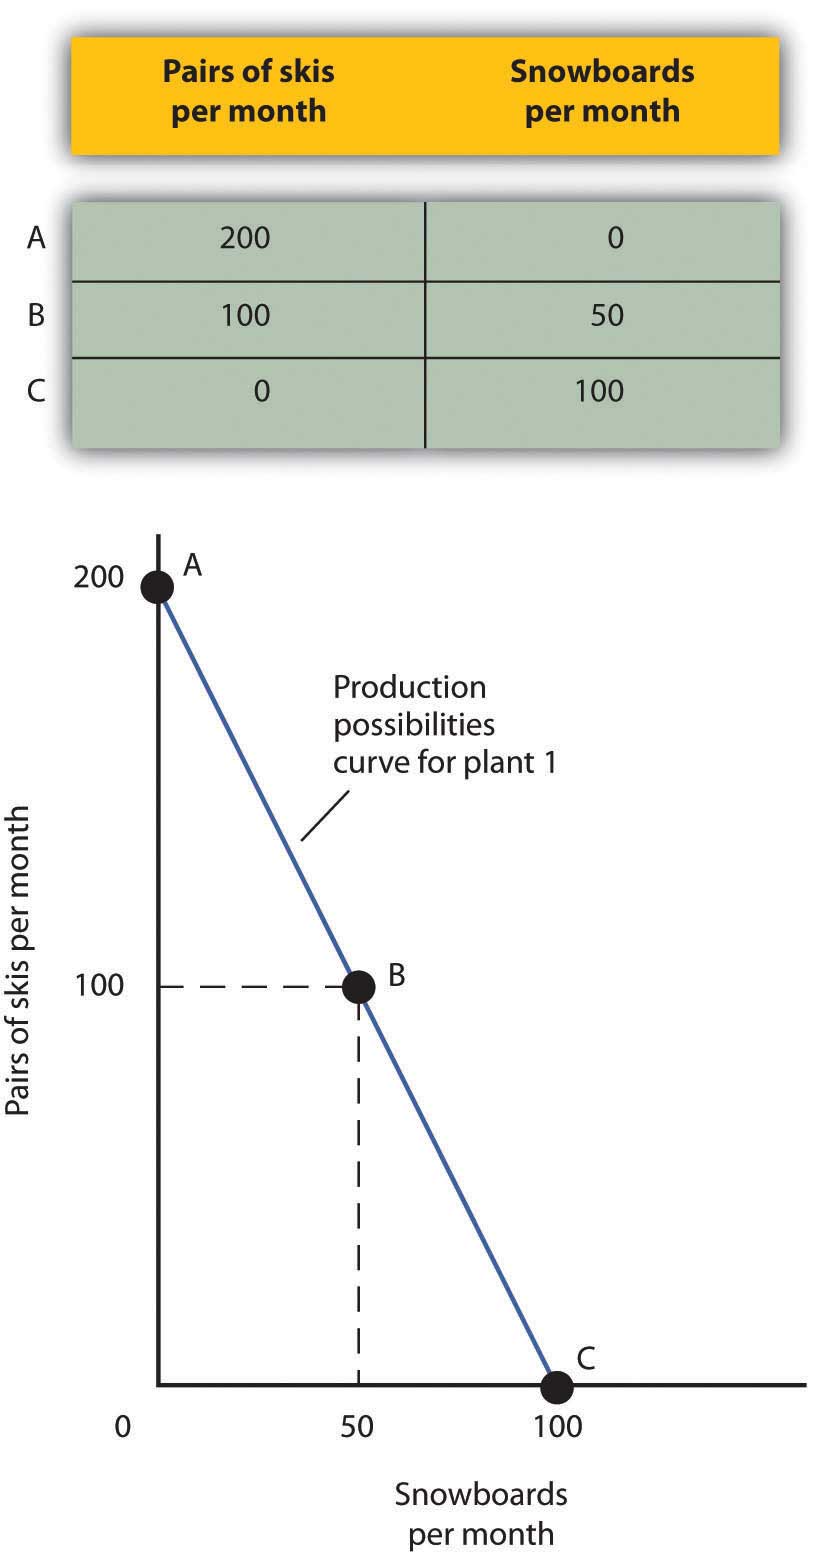 Pairs of skis
per month
Snowboards
per month
A 200 0
B 100 50
C 0 100
200
A
Production
possibilities
curve for plant 1
Pairs of skis per month
100
B
C
0 50 100
Snowboards
per month